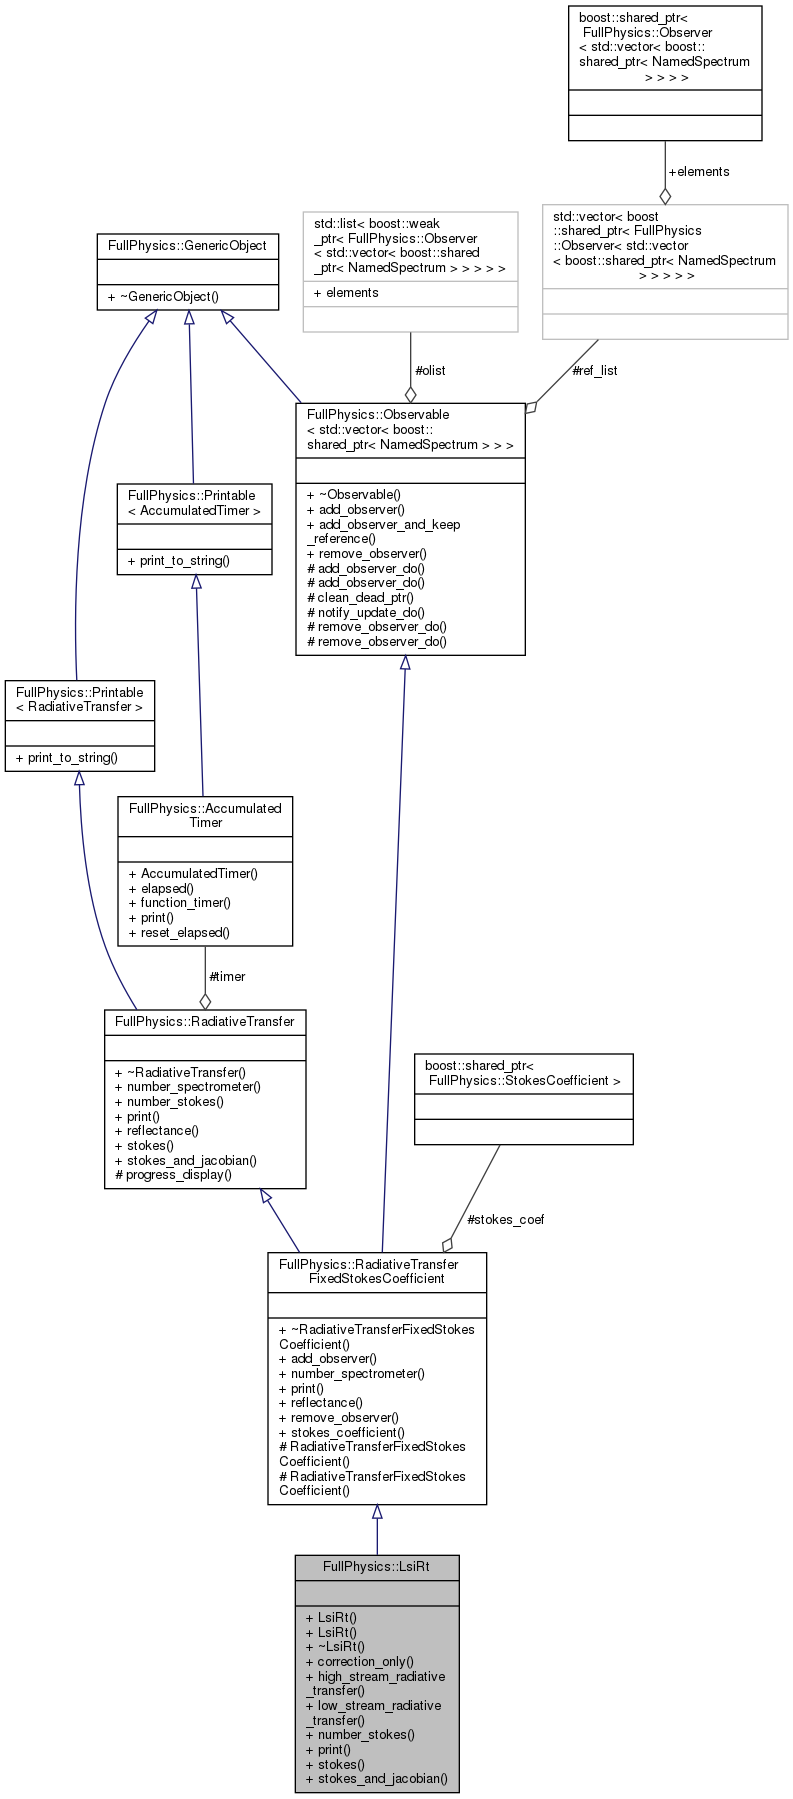 boost::shared_ptr<
FullPhysics::Observer
< std::vector< boost::
shared_ptr< NamedSpectrum
> > > >
+elements
std::vector< boost
::shared_ptr< FullPhysics
::Observer< std::vector
< boost::shared_ptr< NamedSpectrum
> > > > >
std::list< boost::weak
_ptr< FullPhysics::Observer
< std::vector< boost::shared
_ptr< NamedSpectrum > > > > >
+ elements
FullPhysics::GenericObject
+ ~GenericObject()
#olist
#ref_list
FullPhysics::Observable
< std::vector< boost::
shared_ptr< NamedSpectrum > > >
+ ~Observable()
+ add_observer()
+ add_observer_and_keep
_reference()
+ remove_observer()
# add_observer_do()
# add_observer_do()
# clean_dead_ptr()
# notify_update_do()
# remove_observer_do()
# remove_observer_do()
FullPhysics::Printable
< AccumulatedTimer >
+ print_to_string()
FullPhysics::Printable
< RadiativeTransfer >
+ print_to_string()
FullPhysics::Accumulated
Timer
+ AccumulatedTimer()
+ elapsed()
+ function_timer()
+ print()
+ reset_elapsed()
#timer
FullPhysics::RadiativeTransfer
+ ~RadiativeTransfer()
+ number_spectrometer()
+ number_stokes()
+ print()
+ reflectance()
+ stokes()
+ stokes_and_jacobian()
# progress_display()
boost::shared_ptr<
FullPhysics::StokesCoefficient >
#stokes_coef
FullPhysics::RadiativeTransfer
FixedStokesCoefficient
+ ~RadiativeTransferFixedStokes
Coefficient()
+ add_observer()
+ number_spectrometer()
+ print()
+ reflectance()
+ remove_observer()
+ stokes_coefficient()
# RadiativeTransferFixedStokes
Coefficient()
# RadiativeTransferFixedStokes
Coefficient()
FullPhysics::LsiRt
+ LsiRt()
+ LsiRt()
+ ~LsiRt()
+ correction_only()
+ high_stream_radiative
_transfer()
+ low_stream_radiative
_transfer()
+ number_stokes()
+ print()
+ stokes()
+ stokes_and_jacobian()